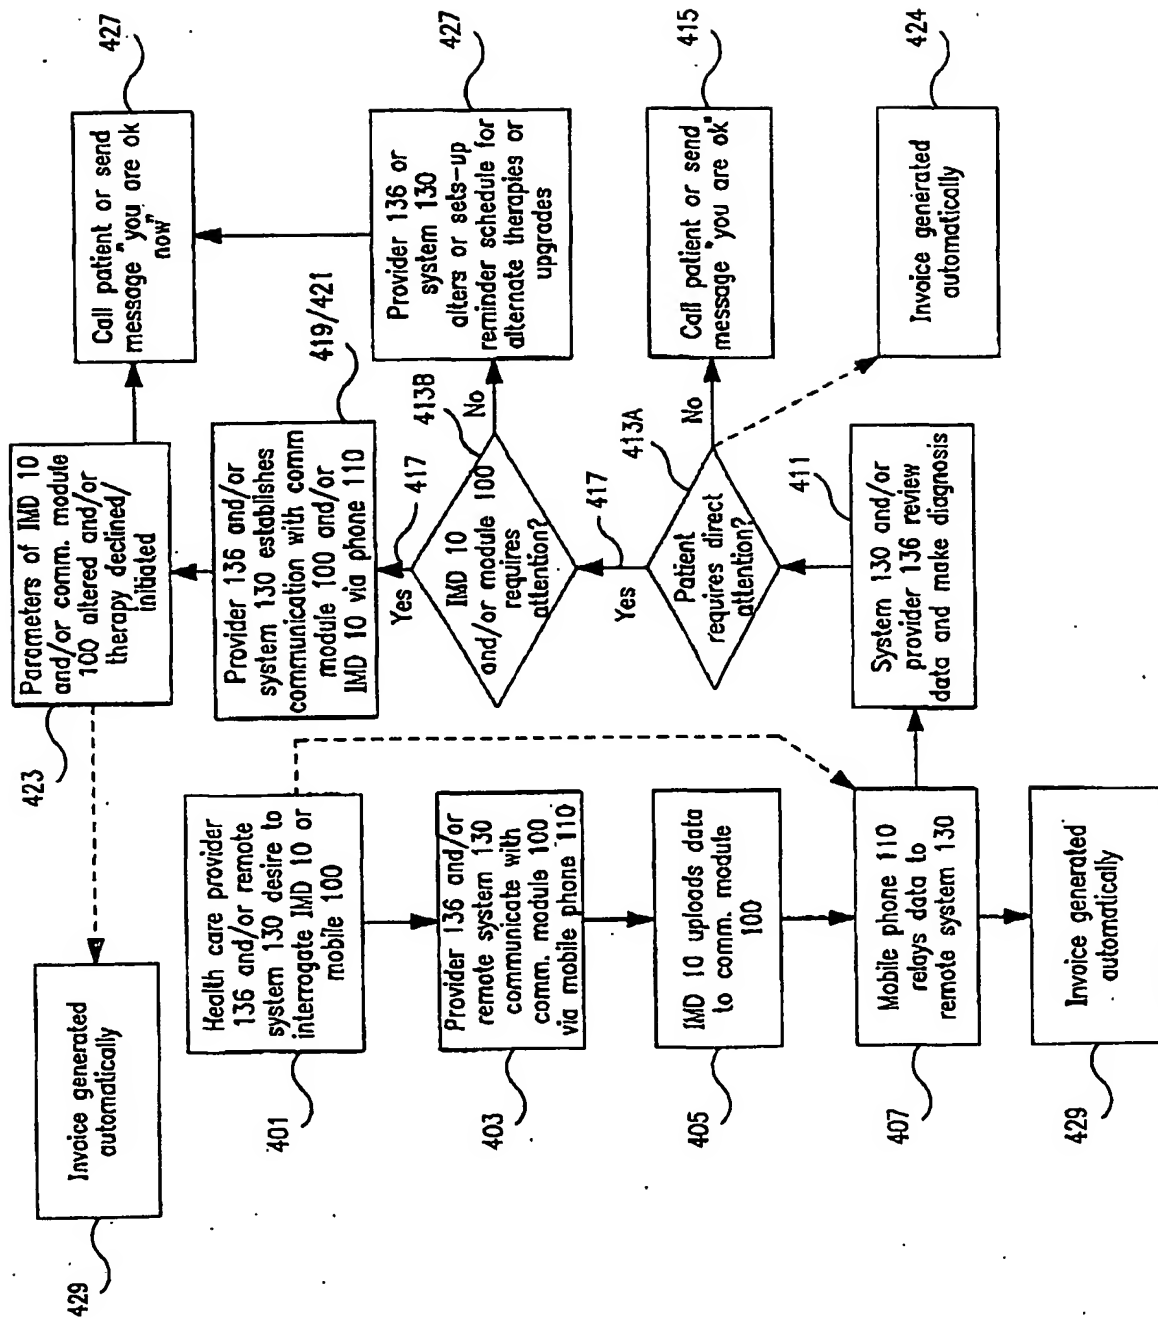 Invoice generated
automatically
429
Parameters of IMD 10
and/or comm. module
100 altered and/or
therapy declined/
initiated
423
Call patient or send
message "you are ok
now"
427
Health care provider
136 and/or remote
system 130 desire to
interrogate IMD 10 or
mobile 100
401
Provider 136 and/or
system 130 establishes
communication with comm
module 100 and/or
IMD 10 via phone 110
419/421
Yes
417
Provider 136 and/or
remote system 130
communicate with
comm. module 100
via mobile phone 110
403
IMD 10
and/or module 100
requires
attention?
413B
No
Provider 136 or
system 130
alters or sets-up
reminder schedule for
alternate therapies or
upgrades
427
Yes
417
IMD 10 uploads data
to comm. module
100
405
Patient
requires direct
attention?
413A
No
Call patient or send
message "you are ok"
415
Mobile phone 110
relays data to
remote system 130
407
System 130 and/or
provider 136 review
data and make diagnosis
411
Invoice generated
automatically
424
Invoice generated
automatically
429